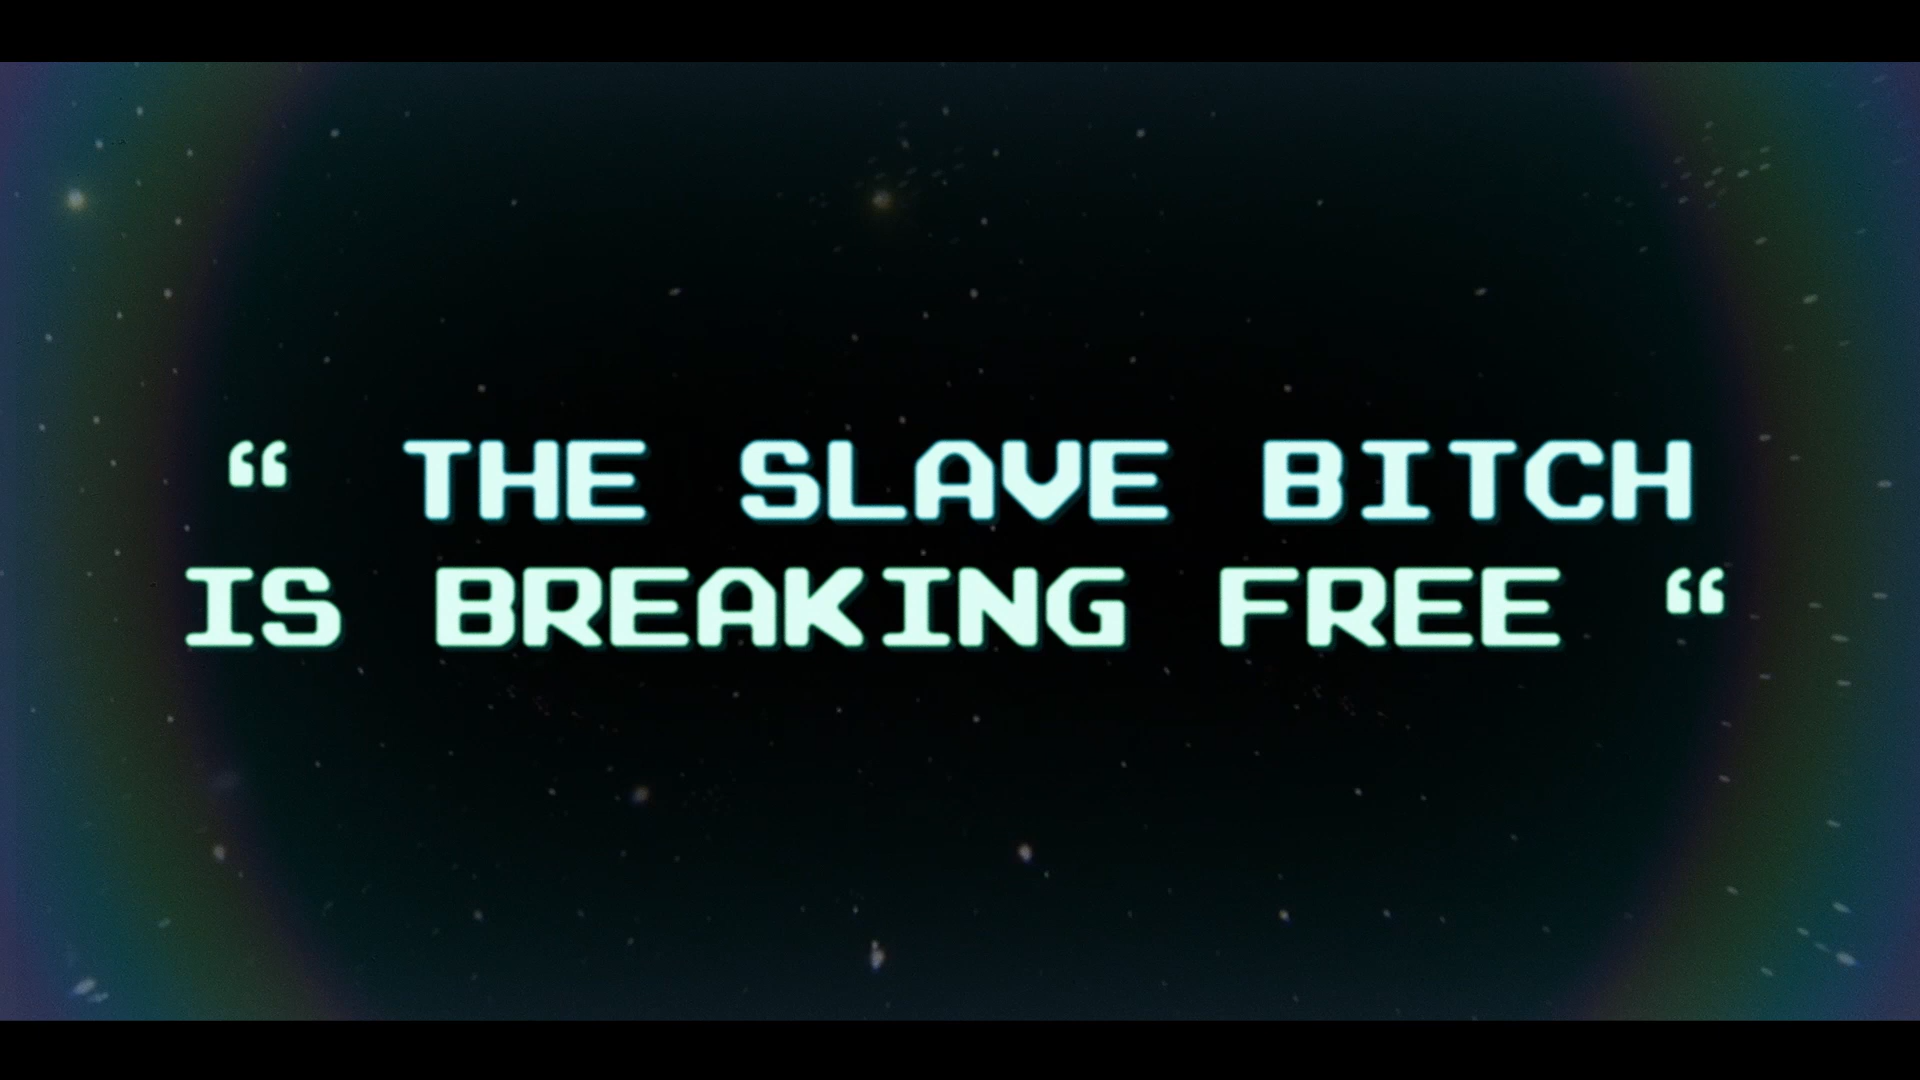 “ THE SLAVE BITCH
IS BREAKING FREE “